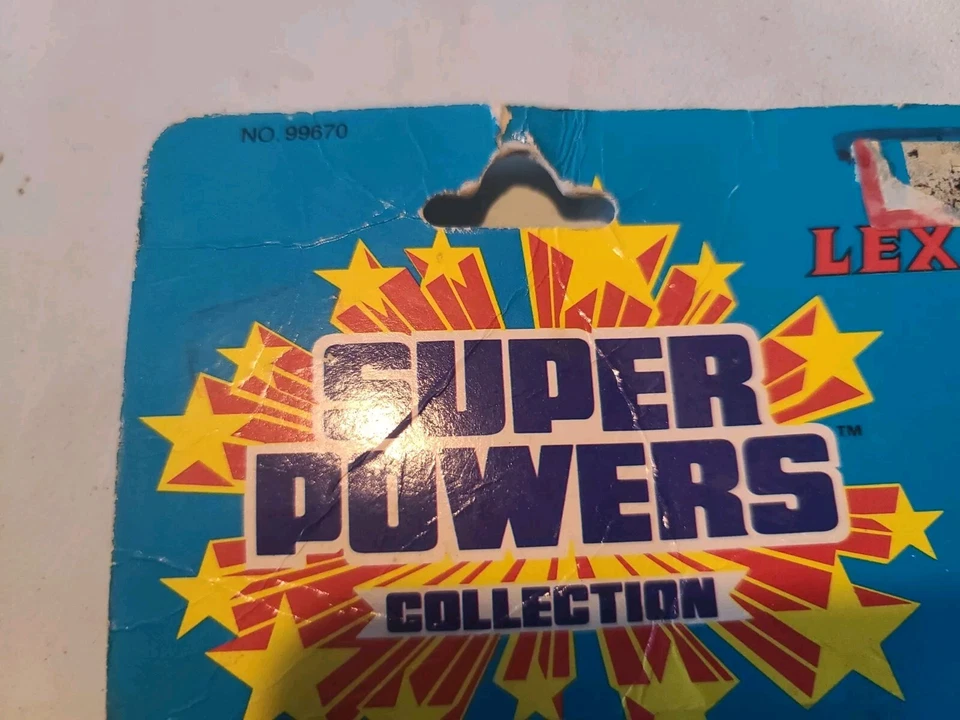 NO. 99670
LEX
SUPER
POWERS
TM
COLLECTION